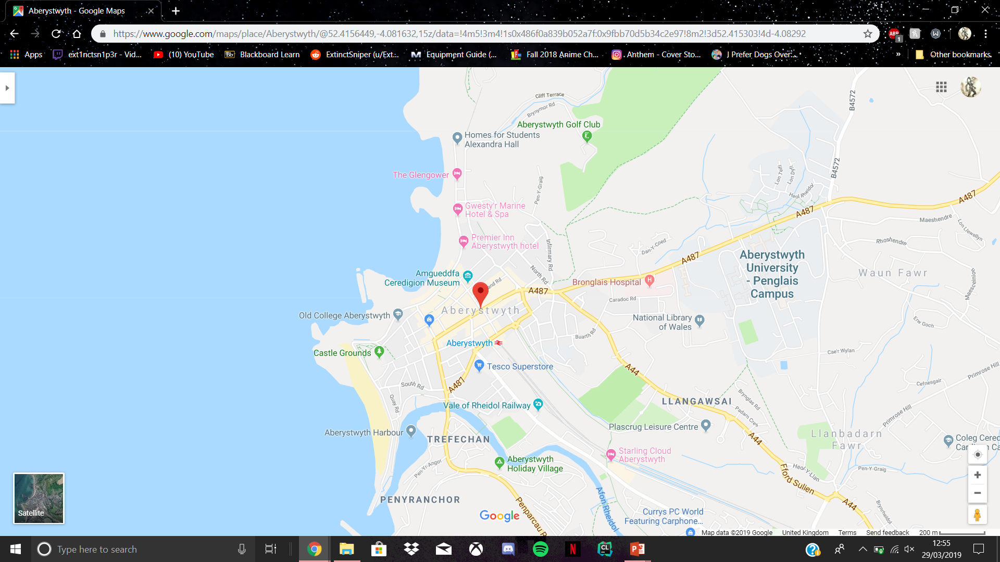 Aberystwyth - Google Maps
https://www.google.com/maps/place/Aberystwyth/@52.4156449,-4.081632,15z/data=!4m5!3m4!1s0x486f0a839b052a7f:0x9fbb70d5b34c2e97!8m2!3d52.415303!4d-4.08292
ABP
1
Apps
ext1nctsn1p3r - Vid...
(10) YouTube
Bb
Blackboard Learn
ExtinctSniper (u/Ext...
Equipment Guide (...
Fall 2018 Anime Ch...
Anthem - Cover Sto...
J Prefer Dogs Over:...
»
Other bookmarks
Cliff Terrace
Brynymor Rd
B4572
Aberystwyth Golf Club
Homes for Students
Alexandra Hall
The Glengower
Pen-Y-Graig
Lon Teifi
Lon Dyfi
B4572
Heol Rheidol
A487
Gwesty'r Marine
Hotel & Spa
A487
Maeshendre
Lon Llewellyn
Premier Inn
Aberystwyth hotel
Infirmary Rd
Dan-Y-Coed
Rhoshendre
A487
Aberystwyth
University
- Penglais
Campus
Waun Fawr
Maesceinion
Amgueddfa
Ceredigion Museum
North Rd
and Rd
Bronglais Hospital
H
A487
Caradoc Rd
Aberystwyth
Old College Aberystwyth
National Library
of Wales
Erw Goch
Buarth Rd
Aberystwyth
Castle Grounds
Cae'r Wylan
Tesco Superstore
A44
Primrose Hill
South Rd
A487
Cefnesgair
Quay Rd
Vale of Rheidol Railway
LLANGAWSAI
Brynglas Rd
Padarn Cres
Primrose Hill
Aberystwyth Harbour
TREFECHAN
Plascrug Leisure Centre
A44
Llanbadarn
Fawr
Coleg Cered
Starling Cloud
Aberystwyth
Aberystwyth
Holiday Village
Pen-Yr-Angor
Heol-Y-Llan
Pen-Y-Graig
Fford Sulien
PENYRANCHOR
Afon Rheidol
Penparcau R
A44
Brynrheidol
Satellite
Google
Currys PC World
Featuring Carphone...
Map data ©2019 Google
United Kingdom
Terms
Send feedback
200 m
Type here to search
N
CL
P
12:55
29/03/2019